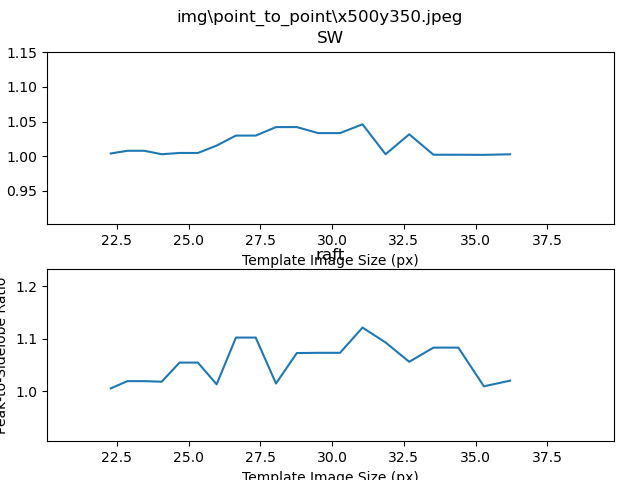 img\point_to_point\x500y350.jpeg
SW
1.15
1.10
1.05
1.00
0.95
22.5 25.0 27.5 30.0 32.5 35.0 37.5
Template Image Size (px)
raft
1.2
1.1
1.0
Peak-to-Sidelobe Ratio
22.5 25.0 27.5 30.0 32.5 35.0 37.5
Template Image Size (px)